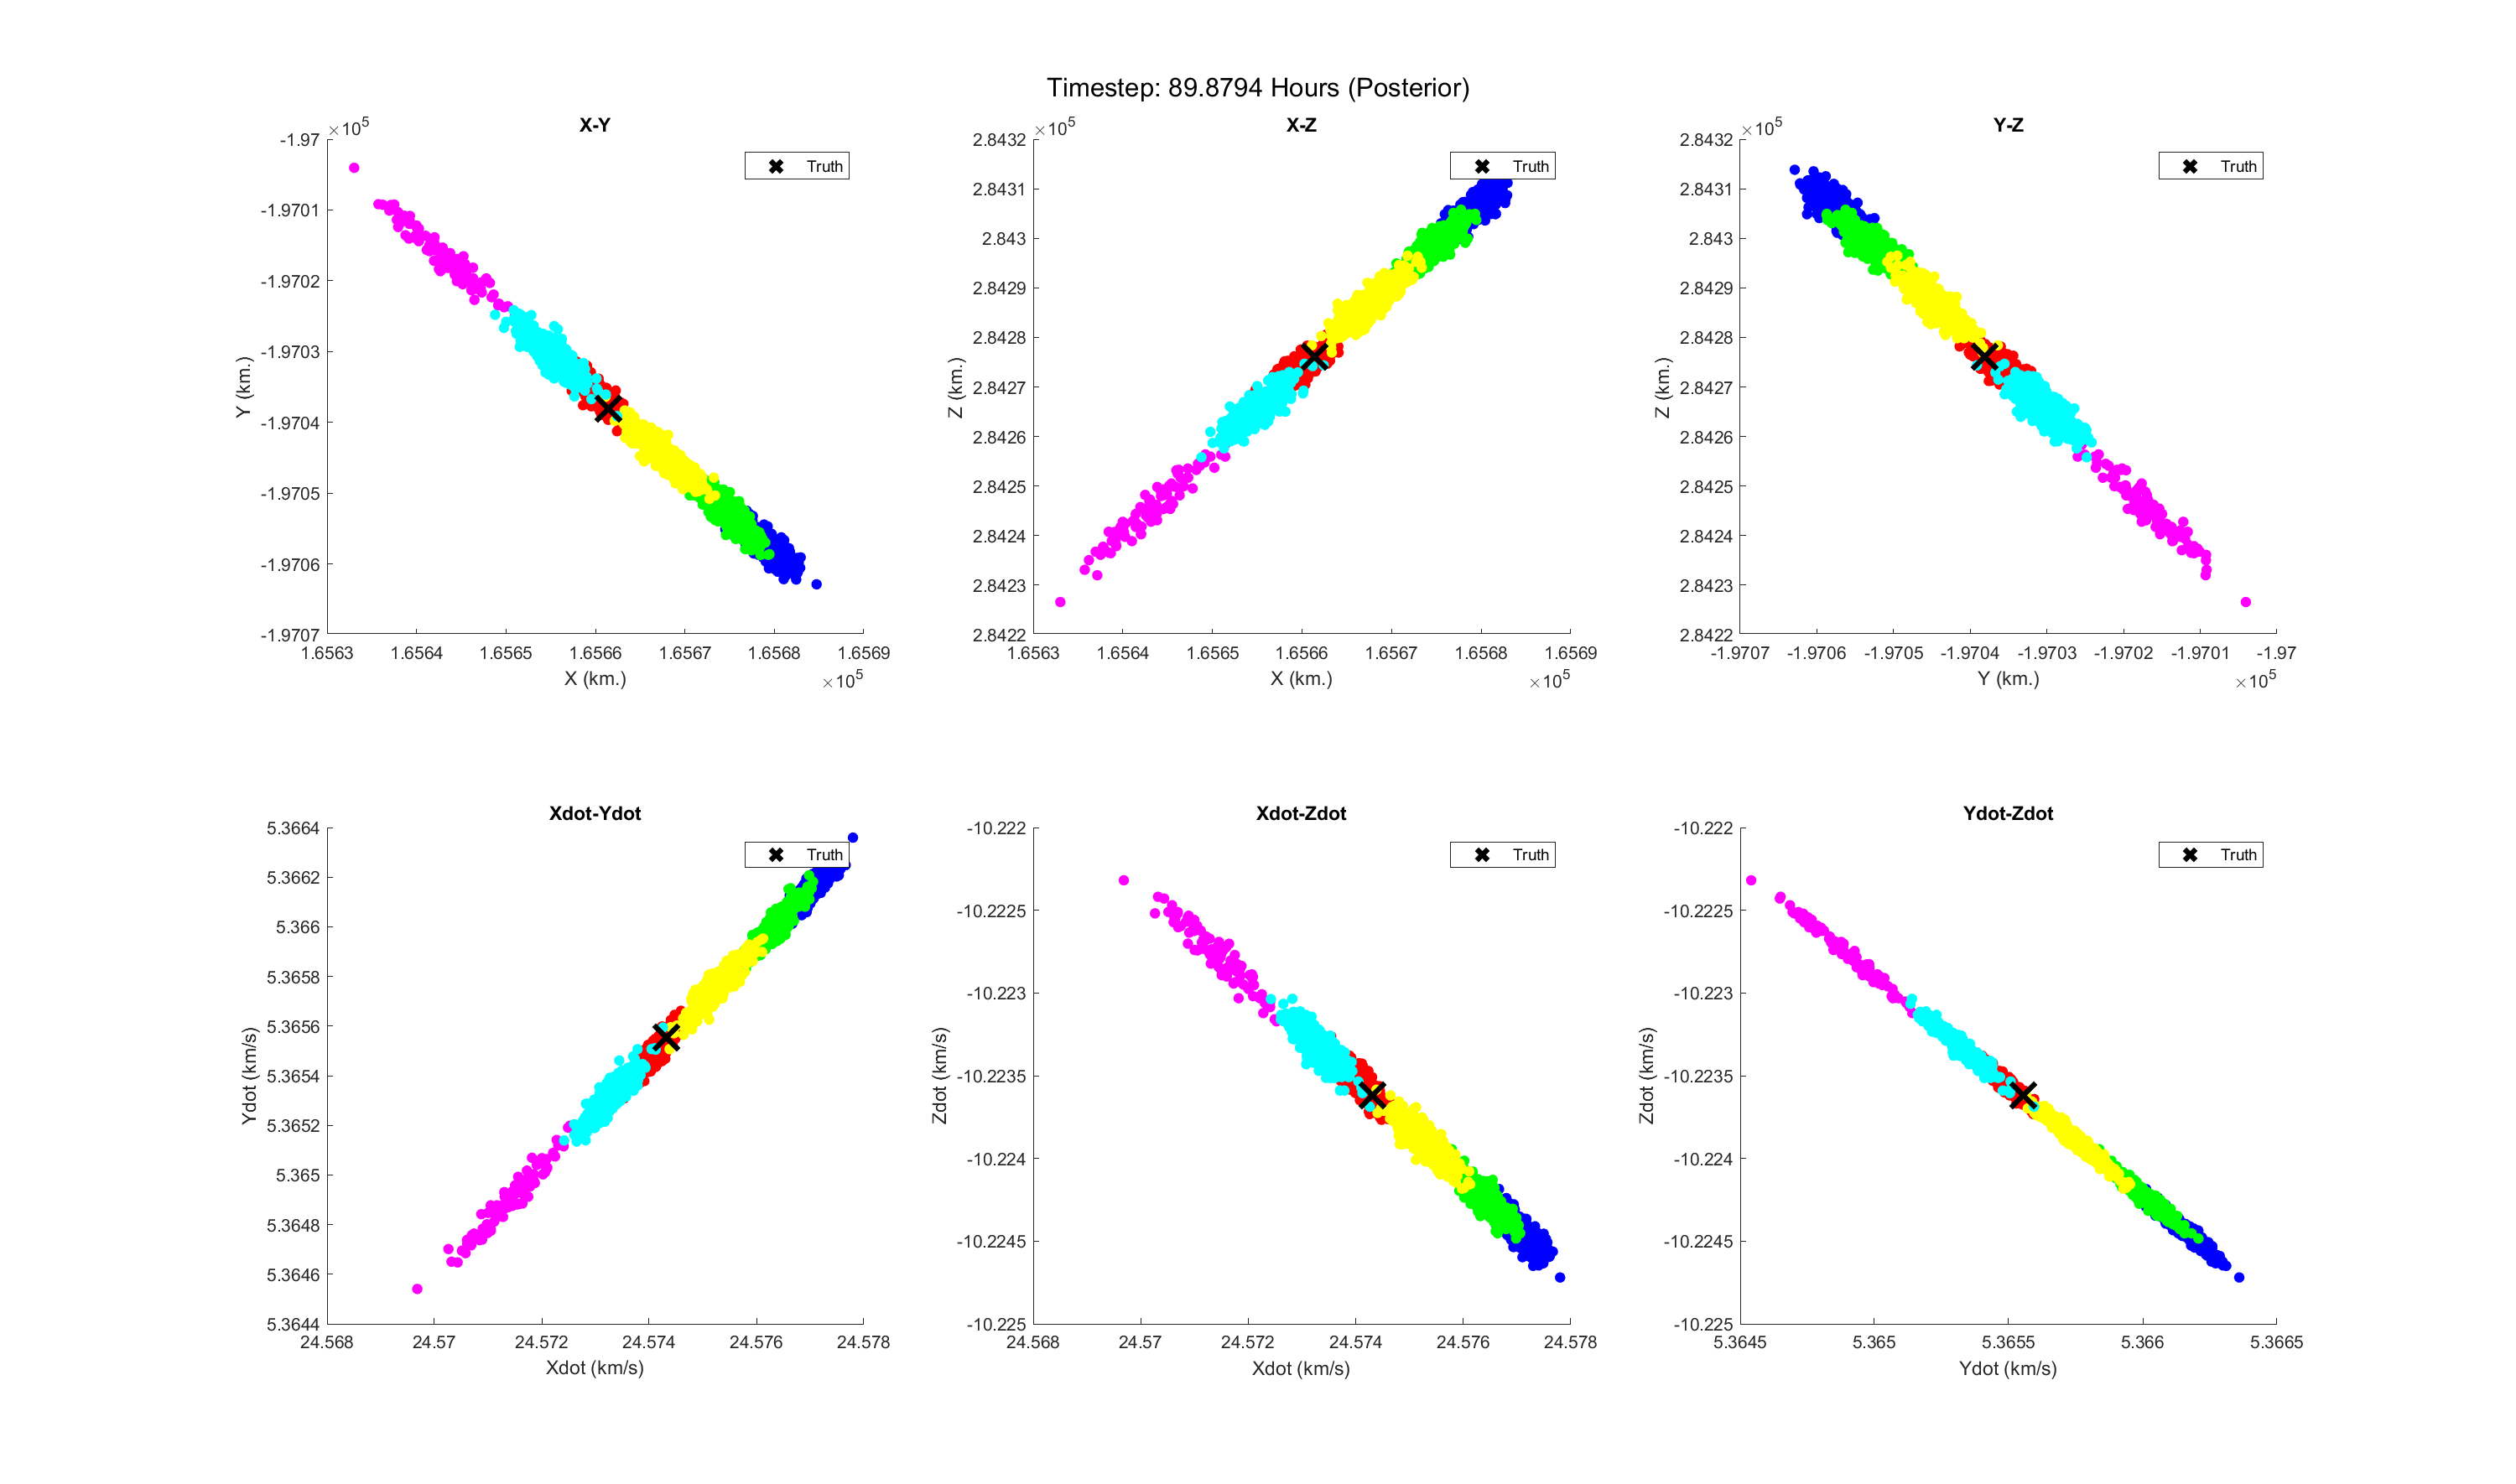 Timestep: 89.8794 Hours (Posterior)
X-Y
×10^5
-1.97
-1.9701
-1.9702
-1.9703
-1.9704
-1.9705
-1.9706
-1.9707
Y (km.)
Truth
1.6563 1.6564 1.6565 1.6566 1.6567 1.6568 1.6569
X (km.)
×10^5
X-Z
×10^5
2.8432
2.8431
2.843
2.8429
2.8428
2.8427
2.8426
2.8425
2.8424
2.8423
2.8422
Z (km.)
Truth
1.6563 1.6564 1.6565 1.6566 1.6567 1.6568 1.6569
X (km.)
×10^5
Y-Z
×10^5
2.8432
2.8431
2.843
2.8429
2.8428
2.8427
2.8426
2.8425
2.8424
2.8423
2.8422
Z (km.)
Truth
-1.9707 -1.9706 -1.9705 -1.9704 -1.9703 -1.9702 -1.9701 -1.97
Y (km.)
×10^5
Xdot-Ydot
5.3664
5.3662
5.366
5.3658
5.3656
5.3654
5.3652
5.365
5.3648
5.3646
5.3644
Ydot (km/s)
Truth
24.568 24.57 24.572 24.574 24.576 24.578
Xdot (km/s)
Xdot-Zdot
-10.222
-10.2225
-10.223
-10.2235
-10.224
-10.2245
-10.225
Zdot (km/s)
Truth
24.568 24.57 24.572 24.574 24.576 24.578
Xdot (km/s)
Ydot-Zdot
-10.222
-10.2225
-10.223
-10.2235
-10.224
-10.2245
-10.225
Zdot (km/s)
Truth
5.3645 5.365 5.3655 5.366 5.3665
Ydot (km/s)